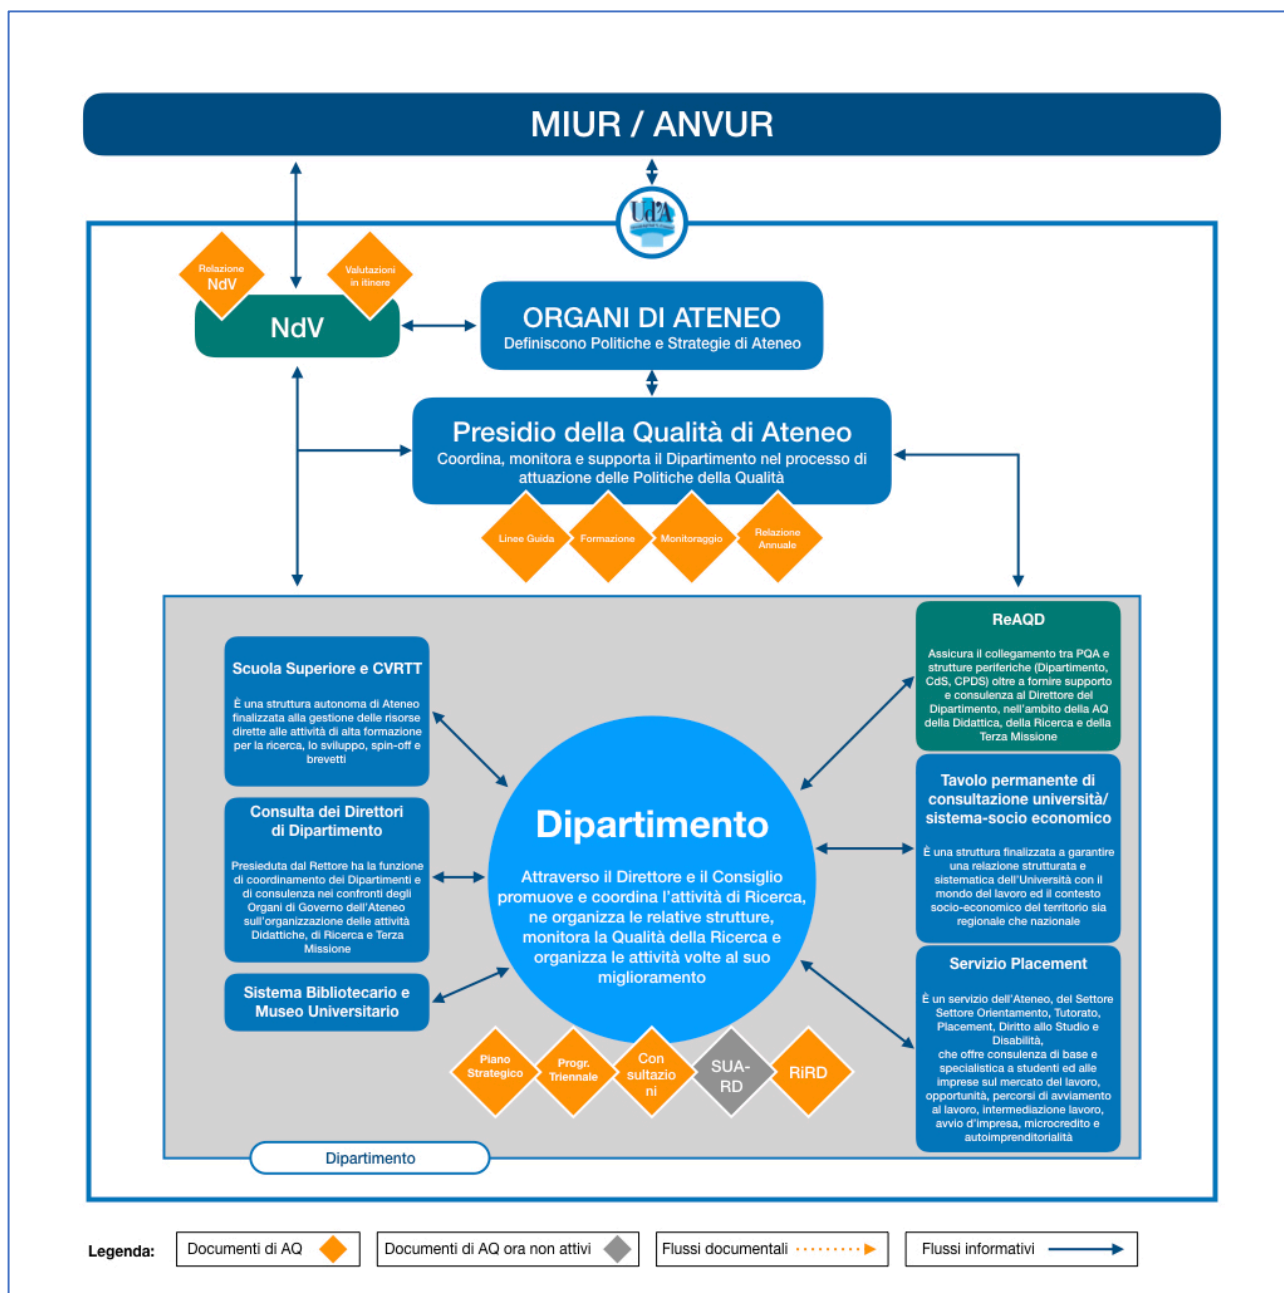 MIUR / ANVUR
Ud'A
Relazione
NdV
Valutazioni
in itinere
NdV
ORGANI DI ATENEO
Definiscono Politiche e Strategie di Ateneo
Presidio della Qualità di Ateneo
Coordina, monitora e supporta il Dipartimento nel processo di
attuazione delle Politiche della Qualità
Linee Guida
Formazione
Monitoraggio
Relazione
Annuale
Scuola Superiore e CVRTT
È una struttura autonoma di Ateneo
finalizzata alla gestione delle risorse
dirette alle attività di alta formazione
per la ricerca, lo sviluppo, spin-off e
brevetti
Consulta dei Direttori
di Dipartimento
Presieduta dal Rettore ha la funzione
di coordinamento dei Dipartimenti e
di consulenza nei confronti degli
Organi di Governo dell'Ateneo
sull'organizzazione delle attività
Didattiche, di Ricerca e Terza
Missione
Sistema Bibliotecario e
Museo Universitario
Dipartimento
Attraverso il Direttore e il Consiglio
promuove e coordina l'attività di Ricerca,
ne organizza le relative strutture,
monitora la Qualità della Ricerca e
organizza le attività volte al suo
miglioramento
ReAQD
Assicura il collegamento tra PQA e
strutture periferiche (Dipartimento,
CdS, CPDS) oltre a fornire supporto
e consulenza al Direttore del
Dipartimento, nell'ambito della AQ
della Didattica, della Ricerca e della
Terza Missione
Tavolo permanente di
consultazione università/
sistema-socio economico
È una struttura finalizzata a garantire
una relazione strutturata e
sistematica dell'Università con il
mondo del lavoro ed il contesto
socio-economico del territorio sia
regionale che nazionale
Servizio Placement
È un servizio dell'Ateneo, del Settore
Settore Orientamento, Tutorato,
Placement, Diritto allo Studio e
Disabilità,
che offre consulenza di base e
specialistica a studenti ed alle
imprese sul mercato del lavoro,
opportunità, percorsi di avviamento
al lavoro, intermediazione lavoro,
avvio d'impresa, microcredito e
autoimprenditorialità
Piano
Strategico
Progr.
Triennale
Con
sultazio
ni
SUA-
RD
RiRD
Dipartimento
Legenda:
Documenti di AQ
Documenti di AQ ora non attivi
Flussi documentali
Flussi informativi